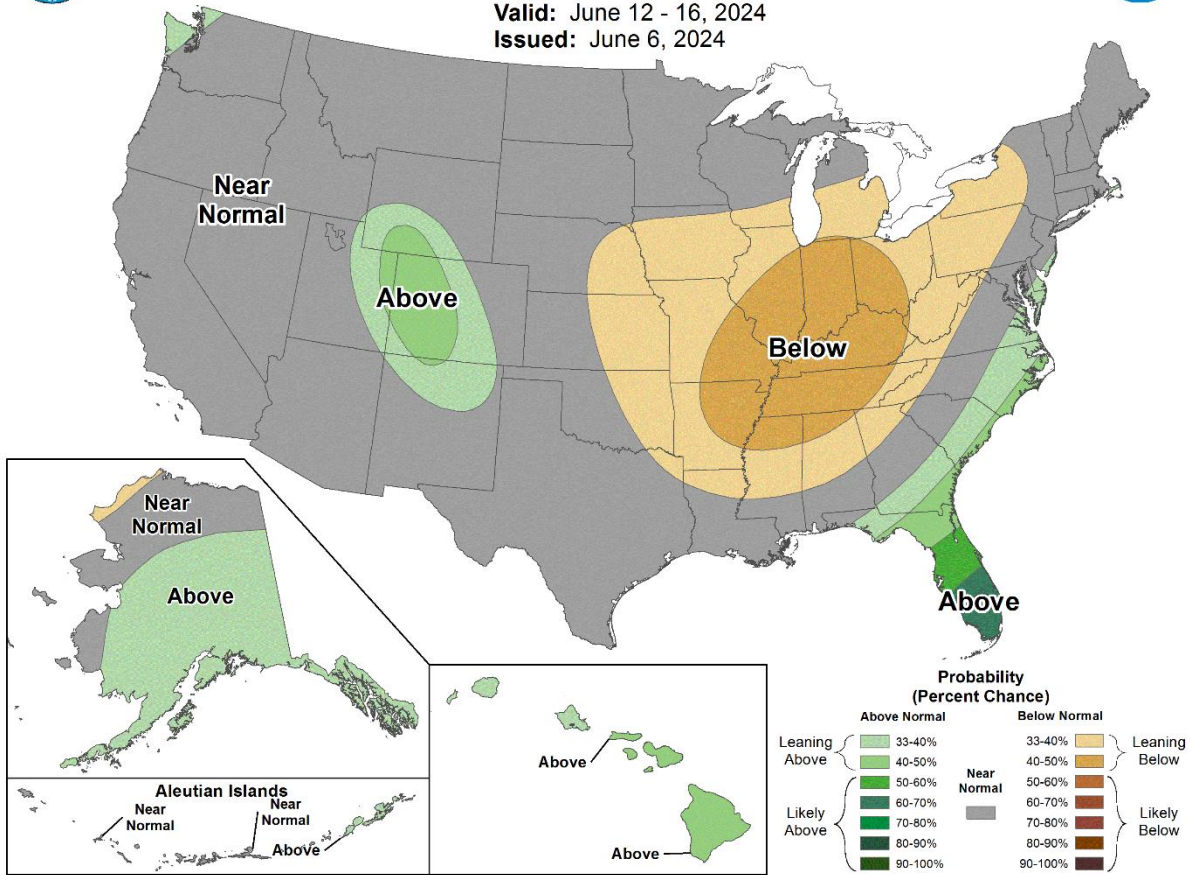 Valid: June 12 - 16, 2024
Issued: June 6, 2024
Near
Normal
Above
Below
Above
Near
Normal
Above
Aleutian Islands
Near
Normal
Near
Normal
Above
Above
Above
Probability
(Percent Chance)
Above Normal
Below Normal
Leaning
Above
33-40%
40-50%
Likely
Above
50-60%
60-70%
70-80%
80-90%
90-100%
Near
Normal
33-40%
40-50%
Leaning
Below
50-60%
60-70%
70-80%
80-90%
90-100%
Likely
Below